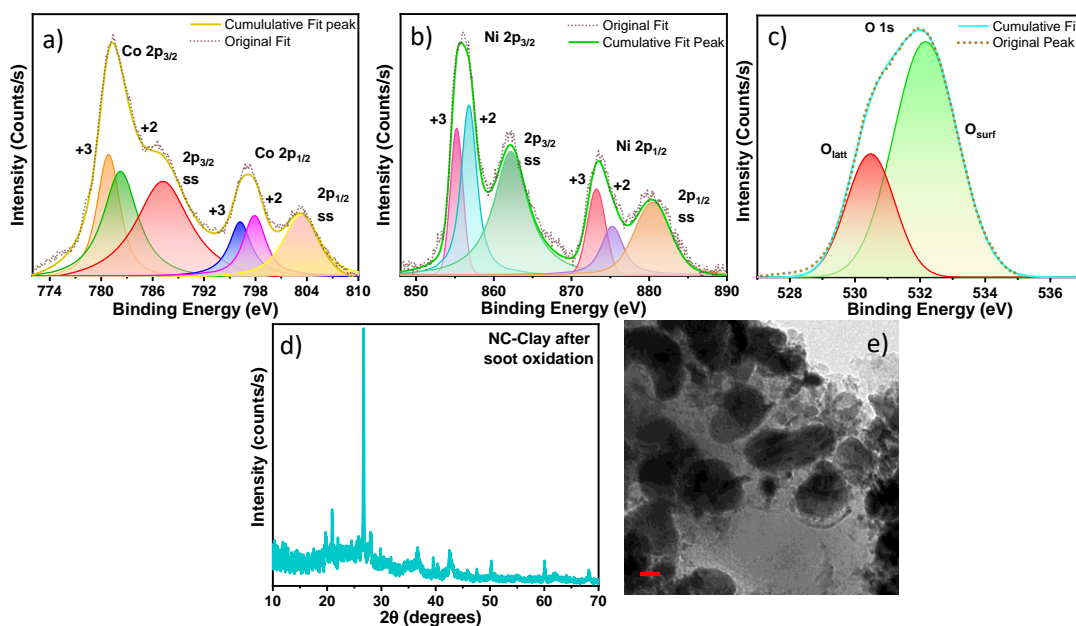 a)
Cumululative Fit peak
Original Fit
Co 2p3/2
+3
+2
2p3/2
ss
+3
Co 2p1/2
+2
2p1/2
ss
Intensity (Counts/s)
774 780 786 792 798 804 810
Binding Energy (eV)
b)
Original Fit
Cumulative Fit Peak
Ni 2p3/2
+3
+2
2p3/2
ss
Ni 2p1/2
+3
+2
2p1/2
ss
Intensity (Counts/s)
850 860 870 880 890
Binding Energy (eV)
c)
O 1s
Cumulative Fit
Original Peak
Olatt
Osurf
Intensity (Counts/s)
528 530 532 534 536
Binding Energy (eV)
d)
NC-Clay after
soot oxidation
Intensity (counts/s)
10 20 30 40 50 60 70
2θ (degrees)
e)